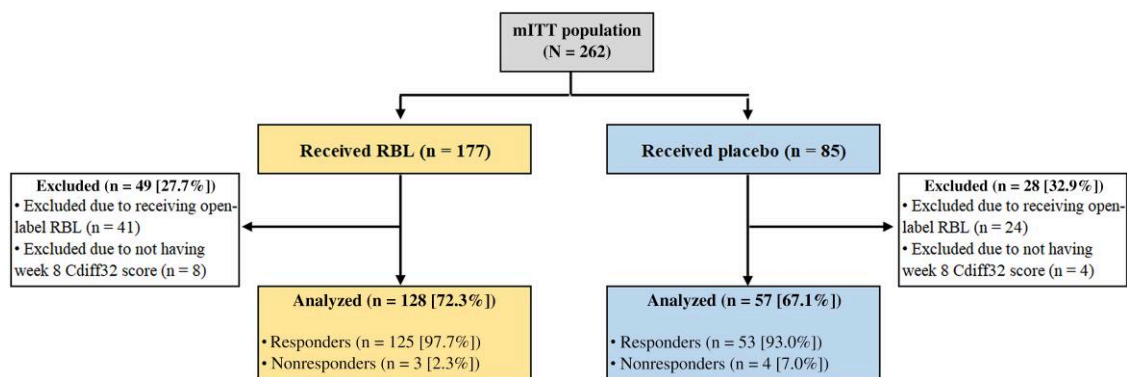 mITT population
(N = 262)
Received RBL (n = 177)
Received placebo (n = 85)
Excluded (n = 49 [27.7%])
• Excluded due to receiving open-
label RBL (n = 41)
• Excluded due to not having
week 8 Cdiff32 score (n = 8)
Excluded (n = 28 [32.9%])
• Excluded due to receiving open-
label RBL (n = 24)
• Excluded due to not having
week 8 Cdiff32 score (n = 4)
Analyzed (n = 128 [72.3%])
• Responders (n = 125 [97.7%])
• Nonresponders (n = 3 [2.3%])
Analyzed (n = 57 [67.1%])
• Responders (n = 53 [93.0%])
• Nonresponders (n = 4 [7.0%])